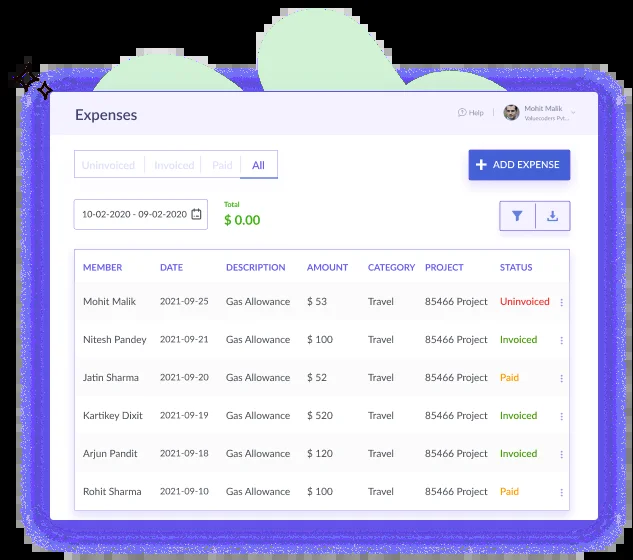 Expenses
Help
Mohit Malik
Valuecoders Pvt...
Uninvoiced Invoiced Paid All
ADD EXPENSE
10-02-2020 - 09-02-2020
Total
$ 0.00
MEMBER DATE DESCRIPTION AMOUNT CATEGORY PROJECT STATUS
Mohit Malik 2021-09-25 Gas Allowance $ 53 Travel 85466 Project Uninvoiced
Nitesh Pandey 2021-09-21 Gas Allowance $ 100 Travel 85466 Project Invoiced
Jatin Sharma 2021-09-20 Gas Allowance $ 52 Travel 85466 Project Paid
Kartikey Dixit 2021-09-19 Gas Allowance $ 520 Travel 85466 Project Invoiced
Arjun Pandit 2021-09-18 Gas Allowance $ 120 Travel 85466 Project Invoiced
Rohit Sharma 2021-09-10 Gas Allowance $ 100 Travel 85466 Project Paid